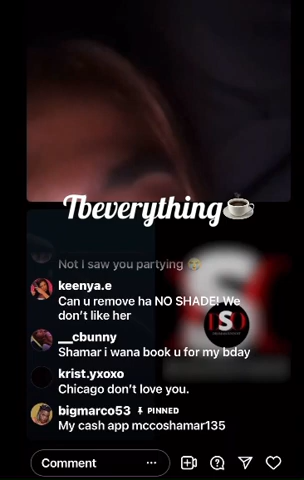 Tbeverything
Not I saw you partying
keenya.e
Can u remove ha NO SHADE! We
don't like her
__cbunny
Shamar i wana book u for my bday
krist.yxoxo
Chicago don't love you.
bigmarco53 PINNED
My cash app mccoshamar135
Comment